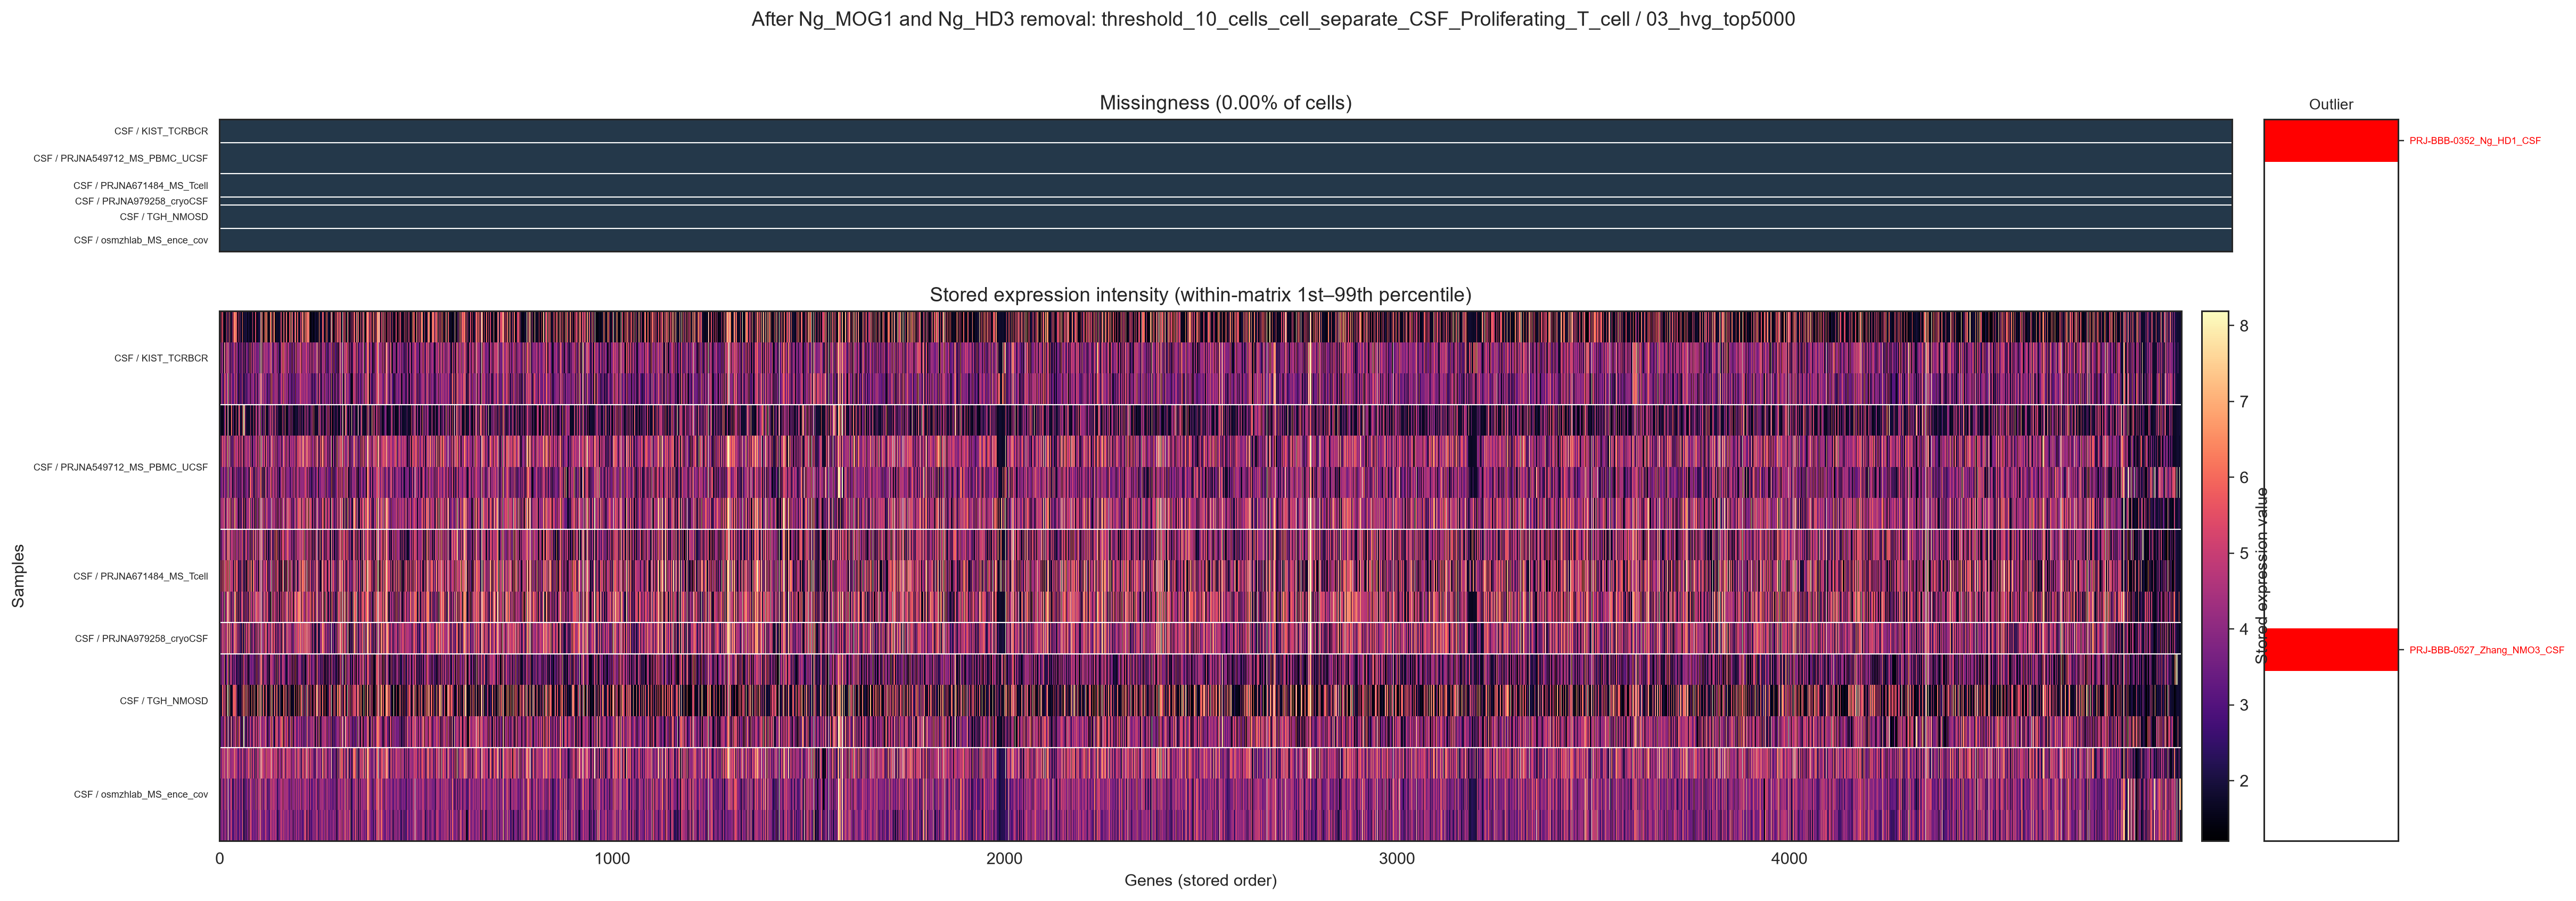 After Ng_MOG1 and Ng_HD3 removal: threshold_10_cells_cell_separate_CSF_Proliferating_T_cell / 03_hvg_top5000
Missingness (0.00% of cells)
CSF / KIST_TCRBCR
CSF / PRJNA549712_MS_PBMC_UCSF
CSF / PRJNA671484_MS_Tcell
CSF / PRJNA979258_cryoCSF
CSF / TGH_NMOSD
CSF / osmzhlab_MS_ence_cov
Outlier
PRJ-BBB-0352_Ng_HD1_CSF
PRJ-BBB-0527_Zhang_NMO3_CSF
Stored expression intensity (within-matrix 1st–99th percentile)
Samples
CSF / KIST_TCRBCR
CSF / PRJNA549712_MS_PBMC_UCSF
CSF / PRJNA671484_MS_Tcell
CSF / PRJNA979258_cryoCSF
CSF / TGH_NMOSD
CSF / osmzhlab_MS_ence_cov
0 1000 2000 3000 4000
Genes (stored order)
8
7
6
5
4
3
2
Stored expression value